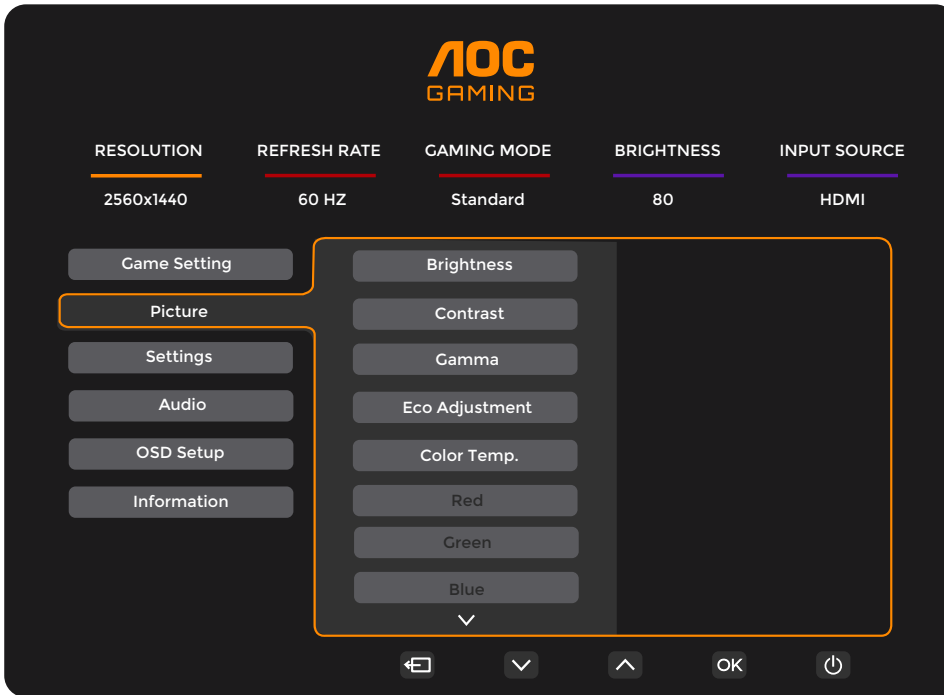 AOC
GAMING
RESOLUTION REFRESH RATE GAMING MODE BRIGHTNESS INPUT SOURCE
2560x1440 60 HZ Standard 80 HDMI
Game Setting
Picture
Settings
Audio
OSD Setup
Information
Brightness
Contrast
Gamma
Eco Adjustment
Color Temp.
Red
Green
Blue
OK